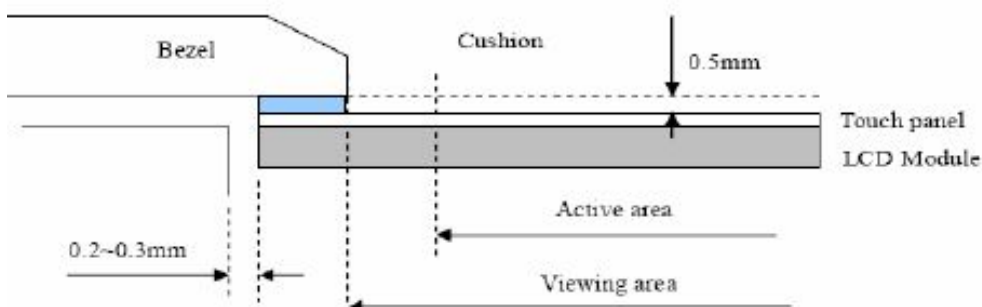 Cushion
Bezel
0.5mm
Touch panel
LCD Module
Active area
0.2~0.3mm
Viewing area